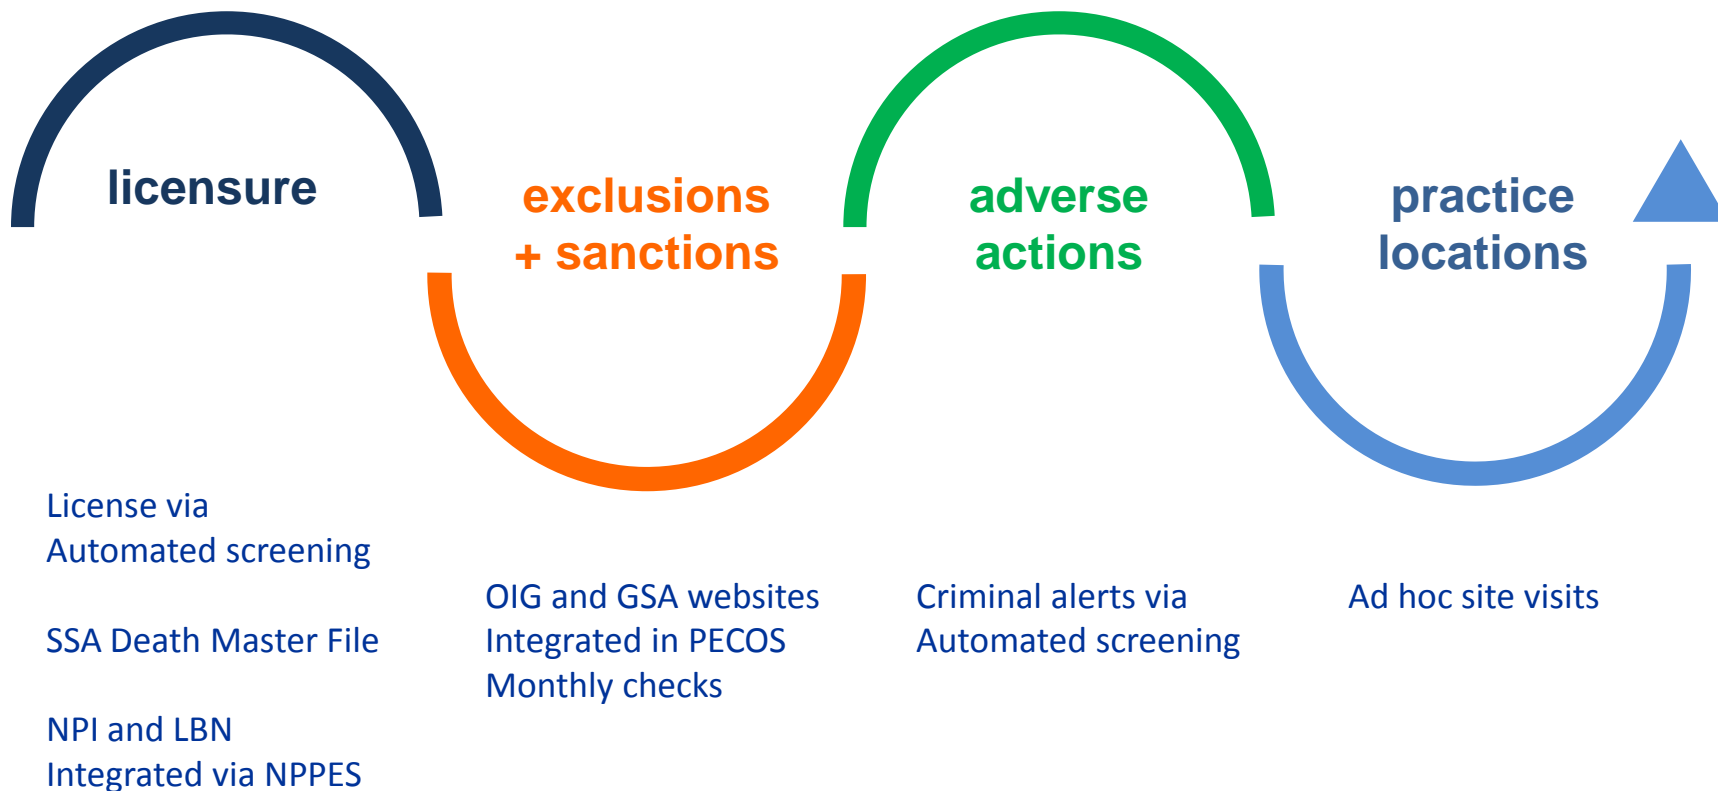 licensure
exclusions
+ sanctions
adverse
actions
practice
locations
License via
Automated screening
SSA Death Master File
NPI and LBN
Integrated via NPPES
OIG and GSA websites
Integrated in PECOS
Monthly checks
Criminal alerts via
Automated screening
Ad hoc site visits